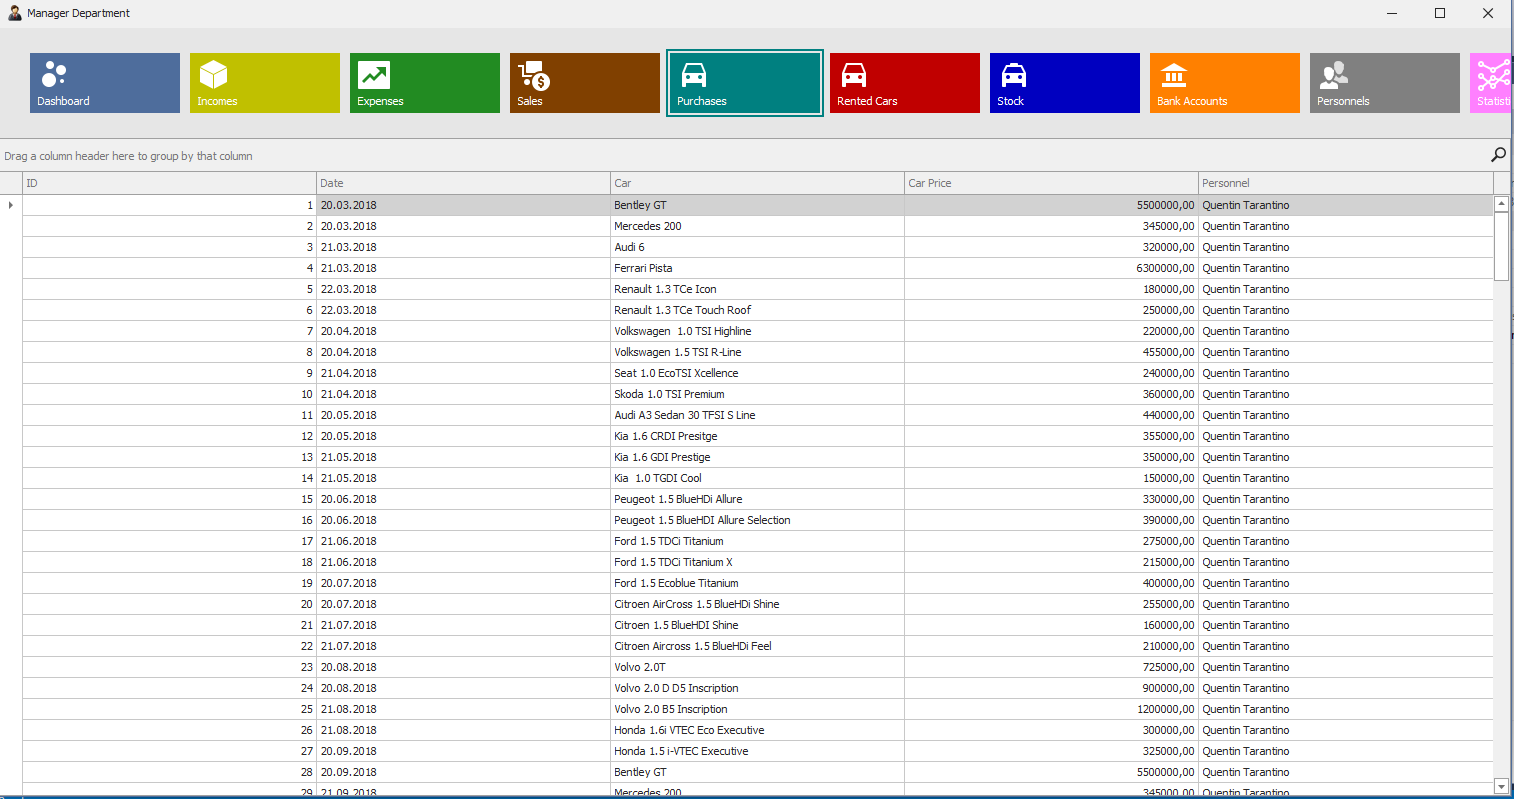 Manager Department
Dashboard Incomes Expenses Sales Purchases Rented Cars Stock Bank Accounts Personnels Statisti
Drag a column header here to group by that column
ID Date Car Car Price Personnel
1 20.03.2018 Bentley GT 5500000,00 Quentin Tarantino
2 20.03.2018 Mercedes 200 345000,00 Quentin Tarantino
3 21.03.2018 Audi 6 320000,00 Quentin Tarantino
4 21.03.2018 Ferrari Pista 6300000,00 Quentin Tarantino
5 22.03.2018 Renault 1.3 TCe Icon 180000,00 Quentin Tarantino
6 22.03.2018 Renault 1.3 TCe Touch Roof 250000,00 Quentin Tarantino
7 20.04.2018 Volkswagen  1.0 TSI Highline 220000,00 Quentin Tarantino
8 20.04.2018 Volkswagen 1.5 TSI R-Line 455000,00 Quentin Tarantino
9 21.04.2018 Seat 1.0 EcoTSI Xcellence 240000,00 Quentin Tarantino
10 21.04.2018 Skoda 1.0 TSI Premium 360000,00 Quentin Tarantino
11 20.05.2018 Audi A3 Sedan 30 TFSI S Line 440000,00 Quentin Tarantino
12 20.05.2018 Kia 1.6 CRDI Presitge 355000,00 Quentin Tarantino
13 21.05.2018 Kia 1.6 GDI Prestige 350000,00 Quentin Tarantino
14 21.05.2018 Kia  1.0 TGDI Cool 150000,00 Quentin Tarantino
15 20.06.2018 Peugeot 1.5 BlueHDi Allure 330000,00 Quentin Tarantino
16 20.06.2018 Peugeot 1.5 BlueHDI Allure Selection 390000,00 Quentin Tarantino
17 21.06.2018 Ford 1.5 TDCi Titanium 275000,00 Quentin Tarantino
18 21.06.2018 Ford 1.5 TDCi Titanium X 215000,00 Quentin Tarantino
19 20.07.2018 Ford 1.5 Ecoblue Titanium 400000,00 Quentin Tarantino
20 20.07.2018 Citroen AirCross 1.5 BlueHDi Shine 255000,00 Quentin Tarantino
21 21.07.2018 Citroen 1.5 BlueHDI Shine 160000,00 Quentin Tarantino
22 21.07.2018 Citroen Aircross 1.5 BlueHDi Feel 210000,00 Quentin Tarantino
23 20.08.2018 Volvo 2.0T 725000,00 Quentin Tarantino
24 20.08.2018 Volvo 2.0 D D5 Inscription 900000,00 Quentin Tarantino
25 21.08.2018 Volvo 2.0 B5 Inscription 1200000,00 Quentin Tarantino
26 21.08.2018 Honda 1.6i VTEC Eco Executive 300000,00 Quentin Tarantino
27 20.09.2018 Honda 1.5 i-VTEC Executive 325000,00 Quentin Tarantino
28 20.09.2018 Bentley GT 5500000,00 Quentin Tarantino
29 21.09.2018 Mercedes 200 345000,00 Quentin Tarantino